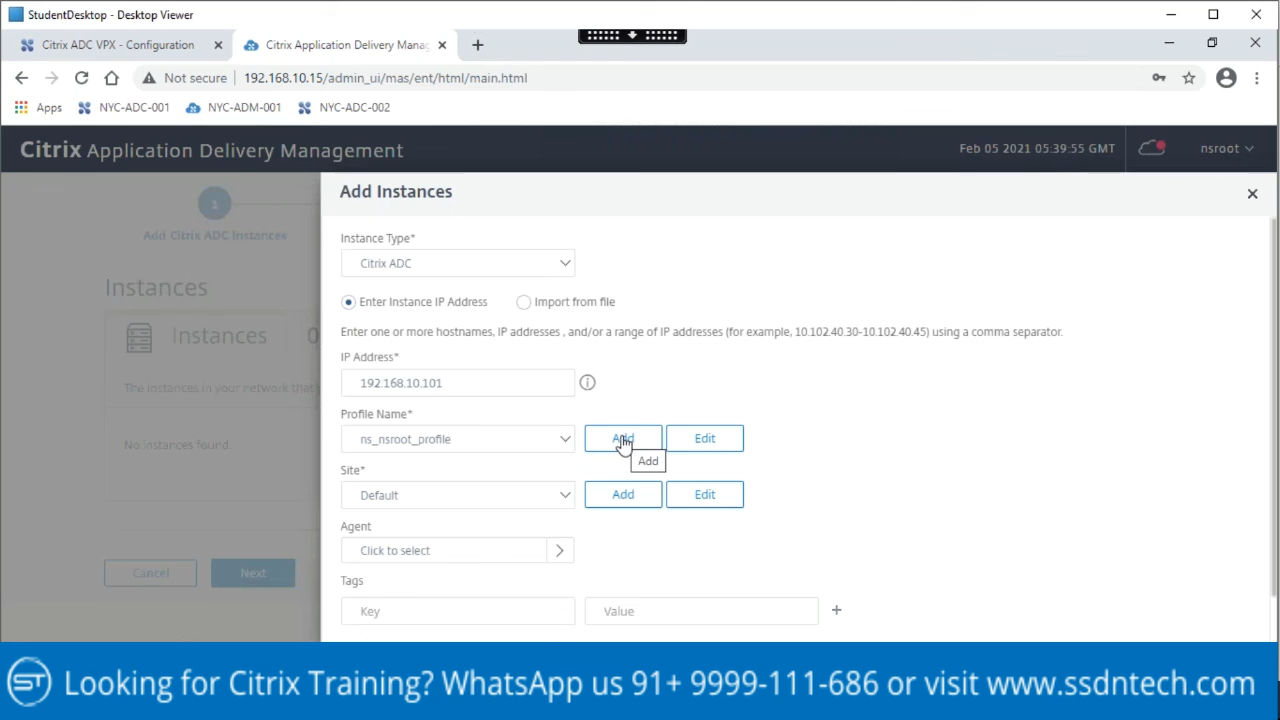 StudentDesktop - Desktop Viewer
Citrix ADC VPX - Configuration
Citrix Application Delivery Manag
Not secure
192.168.10.15/admin_ui/mas/ent/html/main.html
Apps
NYC-ADC-001
NYC-ADM-001
NYC-ADC-002
Citrix Application Delivery Management
Feb 05 2021 05:39:55 GMT
nsroot
1
Add Citrix ADC Instances
Instances
Instances 0
The instances in your network that
No instances found.
Cancel
Next
Add Instances
Instance Type*
Citrix ADC
Enter Instance IP Address
Import from file
Enter one or more hostnames, IP addresses , and/or a range of IP addresses (for example, 10.102.40.30-10.102.40.45) using a comma separator.
IP Address*
192.168.10.101
Profile Name*
ns_nsroot_profile
Add
Edit
Add
Site*
Default
Add
Edit
Agent
Click to select
Tags
Key
Value
ST
Looking for Citrix Training? WhatsApp us 91+ 9999-111-686 or visit www.ssdntech.com